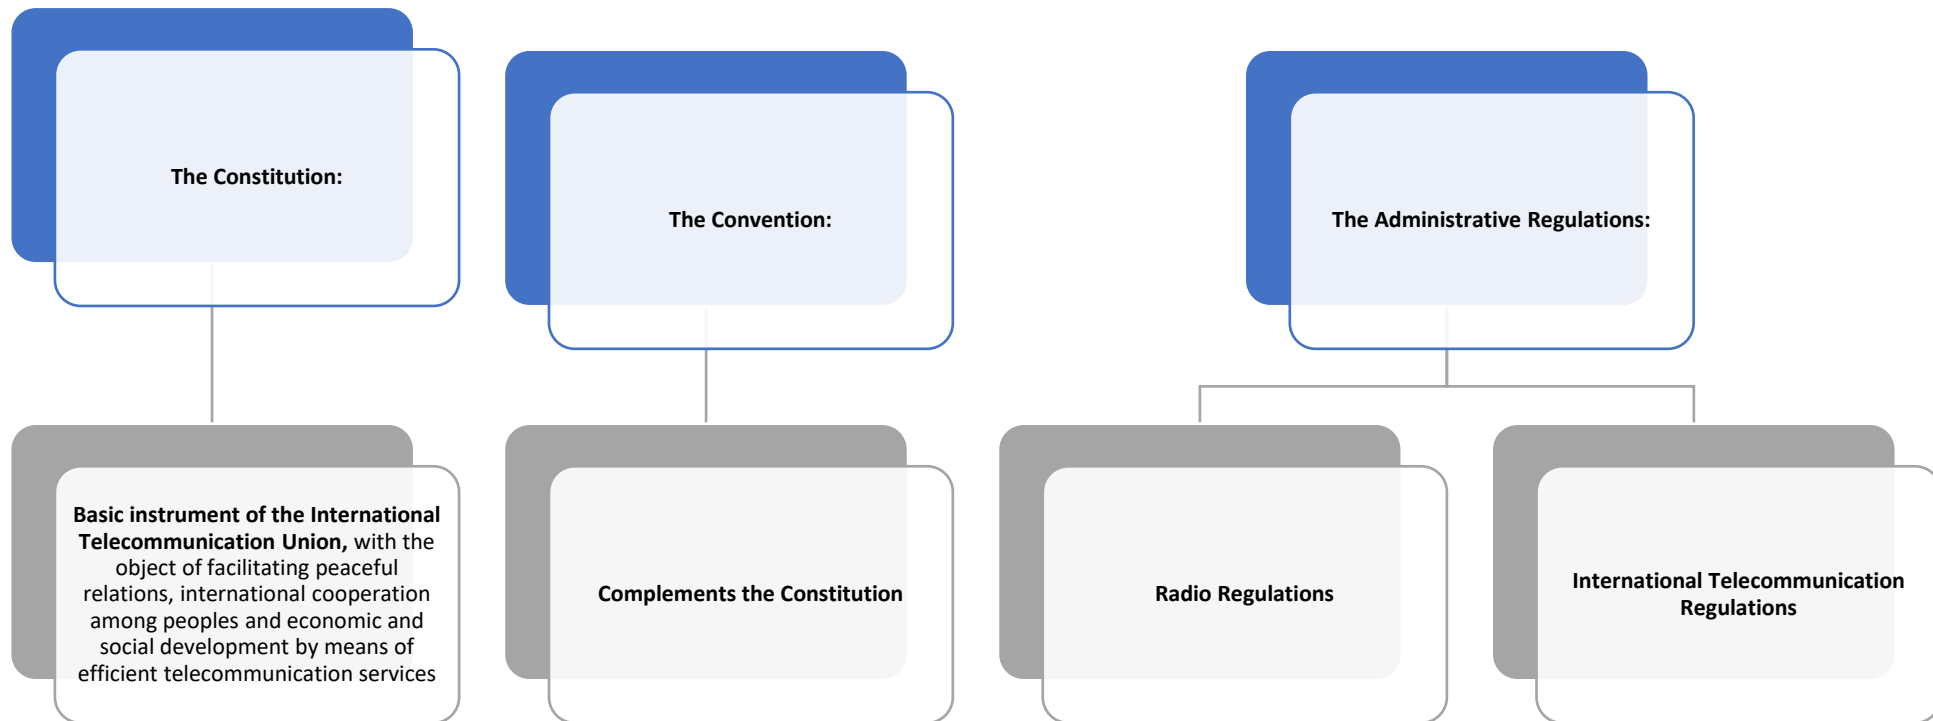 The Constitution:
The Convention:
The Administrative Regulations:
Basic instrument of the International
Telecommunication Union, with the
object of facilitating peaceful
relations, international cooperation
among peoples and economic and
social development by means of
efficient telecommunication services
Complements the Constitution
Radio Regulations
International Telecommunication
Regulations